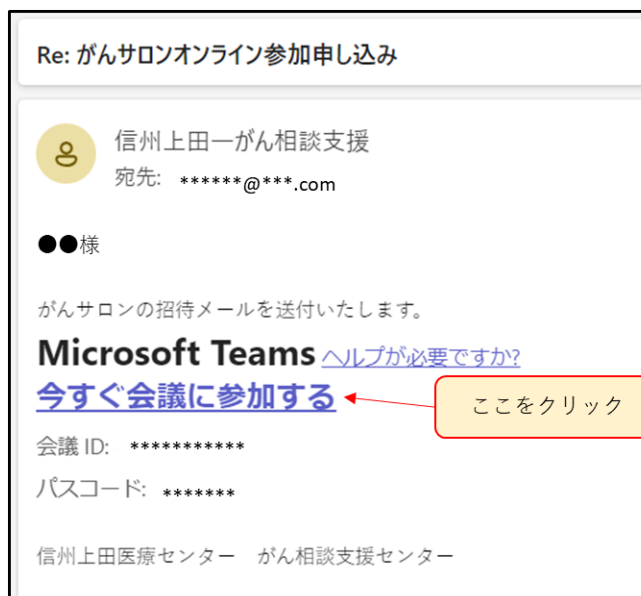 Re: がんサロンオンライン参加申し込み
信州上田ーがん相談支援
宛先: ******@***.com
●●様
がんサロンの招待メールを送付いたします。
Microsoft Teams ヘルプが必要ですか?
今すぐ会議に参加する
ここをクリック
会議 ID: ***********
パスコード: *******
信州上田医療センター　がん相談支援センター